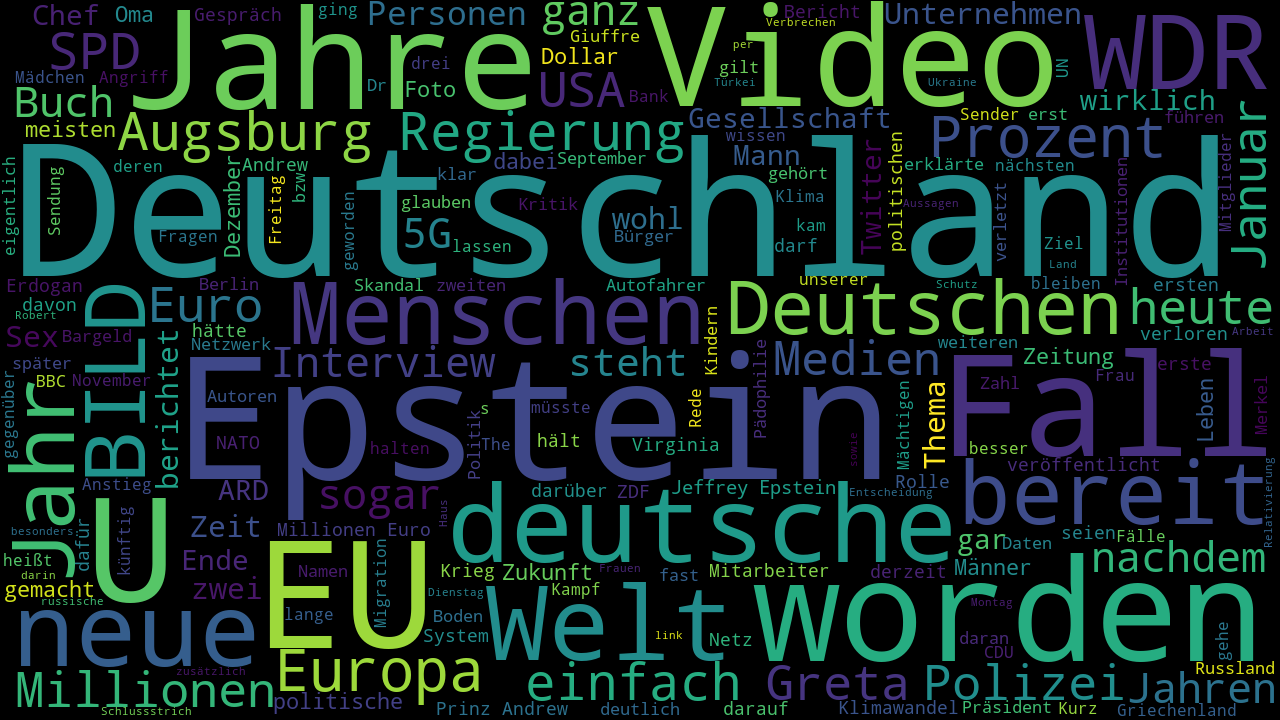 Chef Oma Gespräch ging Personen ganz Video Bericht Unternehmen
SPD Jahre Giuffre Verbrechen WDR
Mädchen Angriff drei Dollar per gilt UN
Buch Dr Foto USA Bank Türkei Ukraine wirklich
meisten Augsburg Regierung Gesellschaft Prozent Sender erst führen Januar
Deutschland
deren Dezember Andrew Freitag bzw dabei September wissen Mann Twitter politischen erklärte nächsten Mitglieder
eigentlich Sendung klar gehört Institutionen
Fragen geworden glauben Kritik wohl Klima Aussagen verletzt
5G lassen Bürger kam darf Ziel
Land
Erdogan Berlin Skandal zweiten Autofahrer unserer Schutz bleiben ersten
davon Euro Menschen Deutschen heute
Robert BILD
Sex Bargeld hätte verloren Arbeit
Netzwerk Interview steht Kindern Medien weiteren Zeitung erste
später berichtet Pädophilie
gegenüber BBC November Epstein Fall Zahl Frau Merkel
Jahr Autoren s müsste Rede Mächtigen Thema Leben
NATO halten Politik The hält Virginia sowie besser
Anstieg ARD sogar darüber ZDF Jeffrey Epstein Rolle veröffentlicht
Entscheidung bereit Relativierung
U Zeit Millionen Euro Haus deutsche
besonders dafür künftig gar Daten seien Fälle
heißt EU Ende Krieg Zukunft Frauen Mitarbeiter derzeit Männer nachdem
darin zwei Namen Migration fast
gemacht russische Dienstag Kampf Montag
neue lange Boden Welt worden
System link Netz daran gehe
CDU
Europa zusätzlich einfach Greta Polizei Russland
Millionen politische Jahren
Schlussstrich Prinz Andrew deutlich darauf Klimawandel Präsident Kurz Griechenland